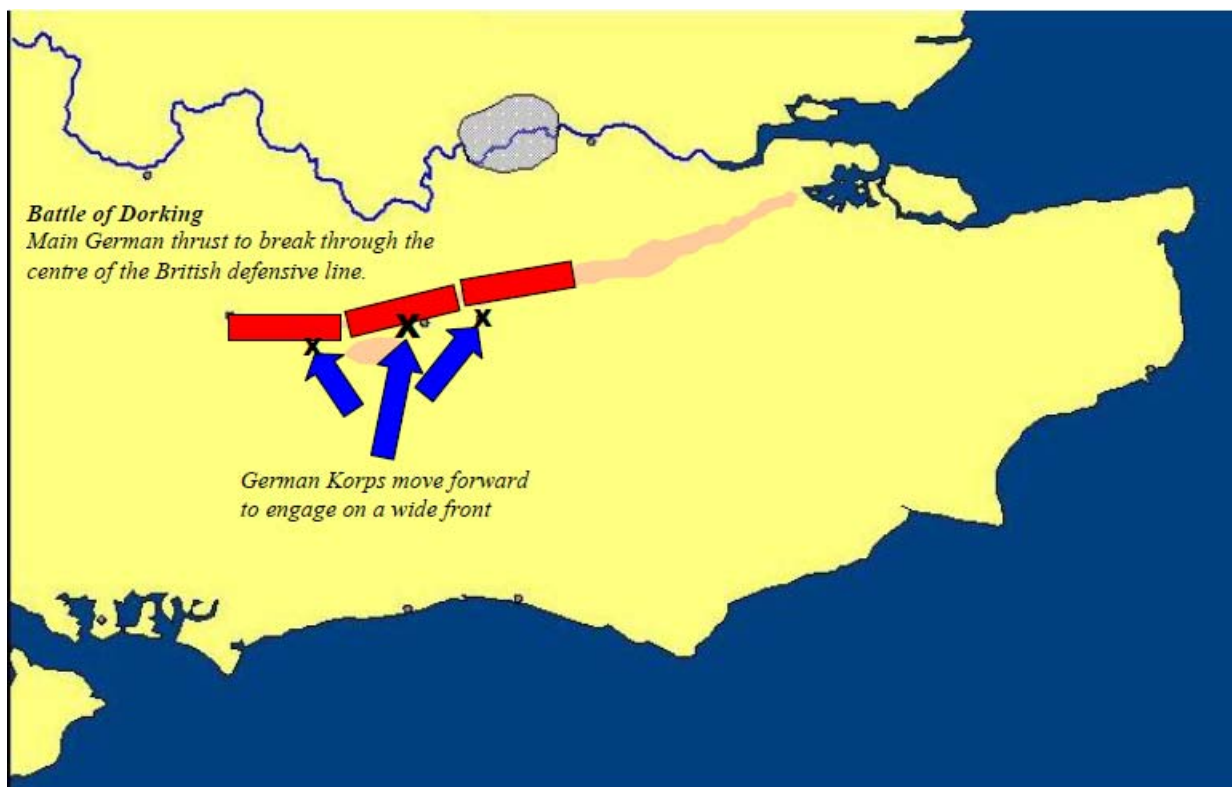 Battle of Dorking
Main German thrust to break through the
centre of the British defensive line.
x
X
x
German Korps move forward
to engage on a wide front